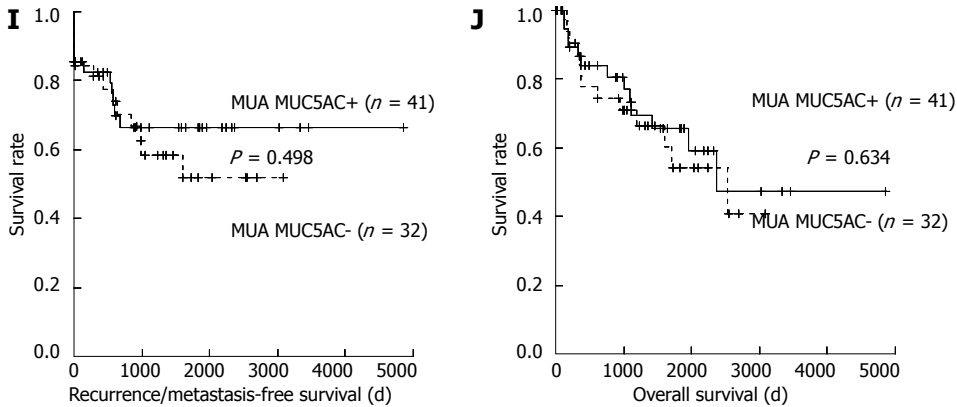 I
1.0
0.8
0.6
0.4
0.2
0.0
Survival rate
MUA MUC5AC+ (n = 41)
P = 0.498
MUA MUC5AC- (n = 32)
0 1000 2000 3000 4000 5000
Recurrence/metastasis-free survival (d)
J
1.0
0.8
0.6
0.4
0.2
0.0
Survival rate
MUA MUC5AC+ (n = 41)
P = 0.634
MUA MUC5AC- (n = 32)
0 1000 2000 3000 4000 5000
Overall survival (d)